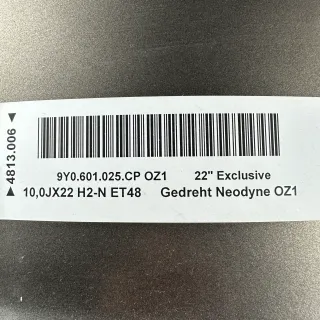 ▲ 4813.006 ▼
9Y0.601.025.CP OZ1 22" Exclusive
10,0JX22 H2-N ET48 Gedreht Neodyne OZ1